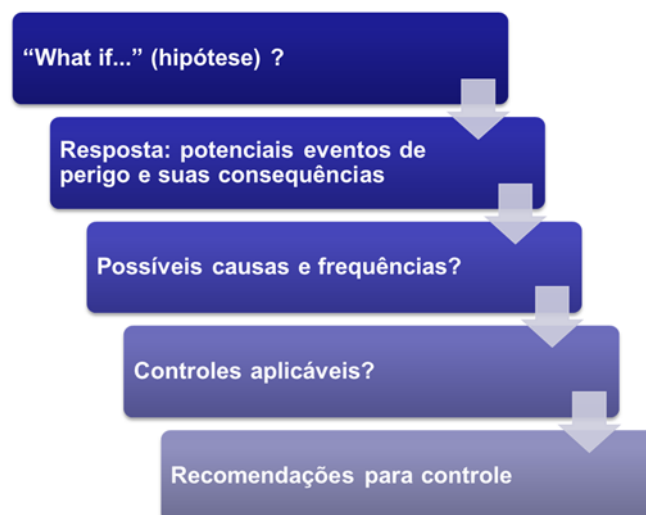 “What if...” (hipótese) ?
Resposta: potenciais eventos de
perigo e suas consequências
Possíveis causas e frequências?
Controles aplicáveis?
Recomendações para controle